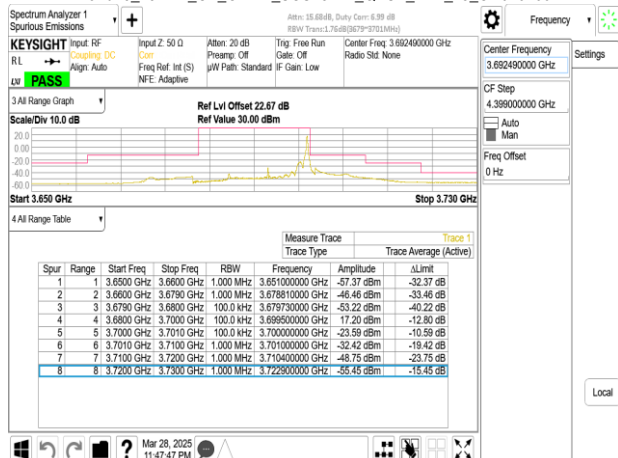 Spectrum Analyzer 1
Spurious Emissions
Attn: 15.68dB, Duty Corr: 6.99 dB
RBW Trans:1.76dB(3679~3701MHz)
Frequency
KEYSIGHT
Input: RF
Input Z: 50 Ω
Atten: 20 dB
Trig: Free Run
Center Freq: 3.692490000 GHz
RL
Coupling: DC
Corr
Preamp: Off
Gate: Off
Radio Std: None
Align: Auto
Freq Ref: Int (S)
µW Path: Standard
IF Gain: Low
NFE: Adaptive
PASS
Center Frequency
3.692490000 GHz
Settings
CF Step
4.399000000 GHz
Auto
Man
Freq Offset
0 Hz
3 All Range Graph
Ref Lvl Offset 22.67 dB
Scale/Div 10.0 dB
Ref Value 30.00 dBm
20.0
0.00
-20.0
-40.0
-60.0
Start 3.650 GHz
Stop 3.730 GHz
4 All Range Table
Measure Trace Trace 1
Trace Type Trace Average (Active)
Spur Range Start Freq Stop Freq RBW Frequency Amplitude ΔLimit
1 1 3.6500 GHz 3.6600 GHz 1.000 MHz 3.651000000 GHz -57.37 dBm -32.37 dB
2 2 3.6600 GHz 3.6790 GHz 1.000 MHz 3.678810000 GHz -46.46 dBm -33.46 dB
3 3 3.6790 GHz 3.6800 GHz 100.0 kHz 3.679730000 GHz -53.22 dBm -40.22 dB
4 4 3.6800 GHz 3.7000 GHz 100.0 kHz 3.699500000 GHz 17.20 dBm -12.80 dB
5 5 3.7000 GHz 3.7010 GHz 100.0 kHz 3.700000000 GHz -23.59 dBm -10.59 dB
6 6 3.7010 GHz 3.7100 GHz 1.000 MHz 3.701000000 GHz -32.42 dBm -19.42 dB
7 7 3.7100 GHz 3.7200 GHz 1.000 MHz 3.710400000 GHz -48.75 dBm -23.75 dB
8 8 3.7200 GHz 3.7300 GHz 1.000 MHz 3.722900000 GHz -55.45 dBm -15.45 dB
Local
Mar 28, 2025
11:47:47 PM